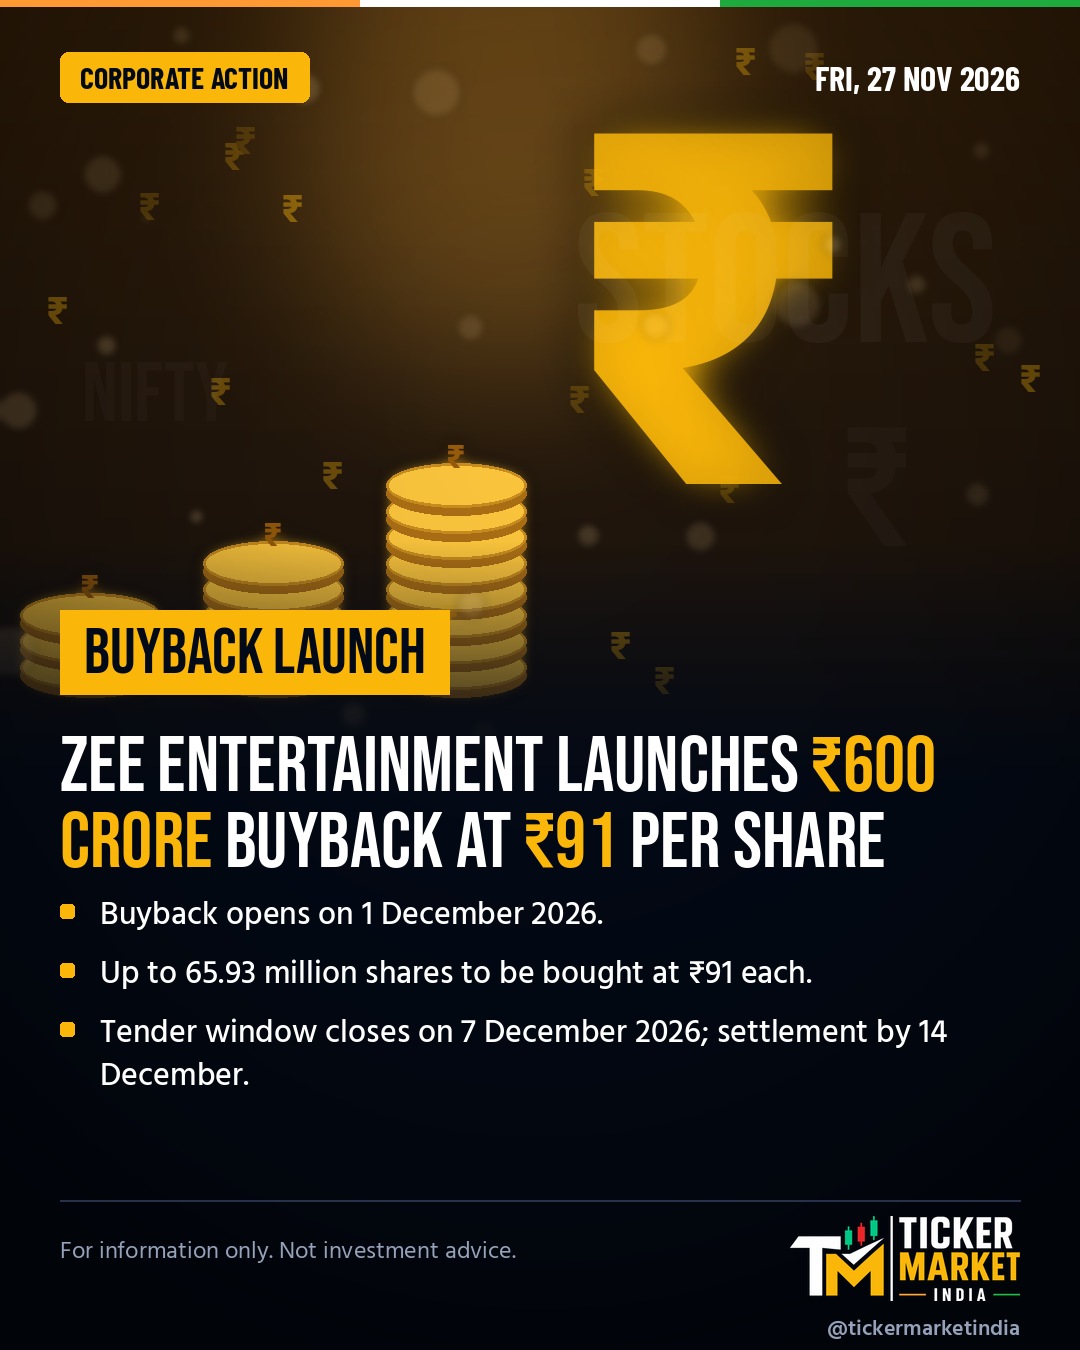 CORPORATE ACTION
FRI, 27 NOV 2026
STOCKS
NIFTY
BUYBACK LAUNCH
ZEE ENTERTAINMENT LAUNCHES ₹600
CRORE BUYBACK AT ₹91 PER SHARE
Buyback opens on 1 December 2026.
Up to 65.93 million shares to be bought at ₹91 each.
Tender window closes on 7 December 2026; settlement by 14
December.
For information only. Not investment advice.
TM
TICKER
MARKET
INDIA
@tickermarketindia